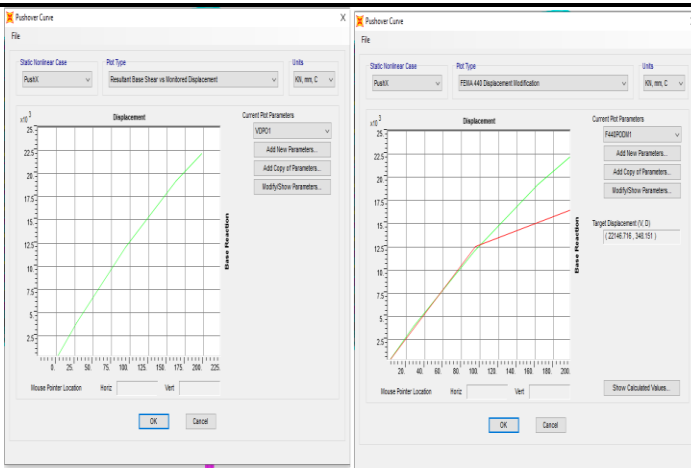 Pushover Curve X
File
Static Nonlinear Case
PushX
Plot Type
Resultant Base Shear vs Monitored Displacement
Units
KN, mm, C
Displacement
x10 3
25.
22.5
20.
17.5
15.
12.5
10.
7.5
5.
2.5
0. 25. 50. 75. 100. 125. 150. 175. 200. 225.
Base Reaction
Current Plot Parameters
VDPO1
Add New Parameters...
Add Copy of Parameters...
Modify/Show Parameters...
Mouse Pointer Location Horiz Vert
OK Cancel
Pushover Curve X
File
Static Nonlinear Case
PushX
Plot Type
FEMA 440 Displacement Modification
Units
KN, mm, C
Displacement
x10 3
25.
22.5
20.
17.5
15.
12.5
10.
7.5
5.
2.5
20. 40. 60. 80. 100. 120. 140. 160. 180. 200.
Base Reaction
Current Plot Parameters
F440PODM1
Add New Parameters...
Add Copy of Parameters...
Modify/Show Parameters...
Target Displacement (V, D)
( 22146.716 , 340.151 )
Show Calculated Values...
Mouse Pointer Location Horiz Vert
OK Cancel